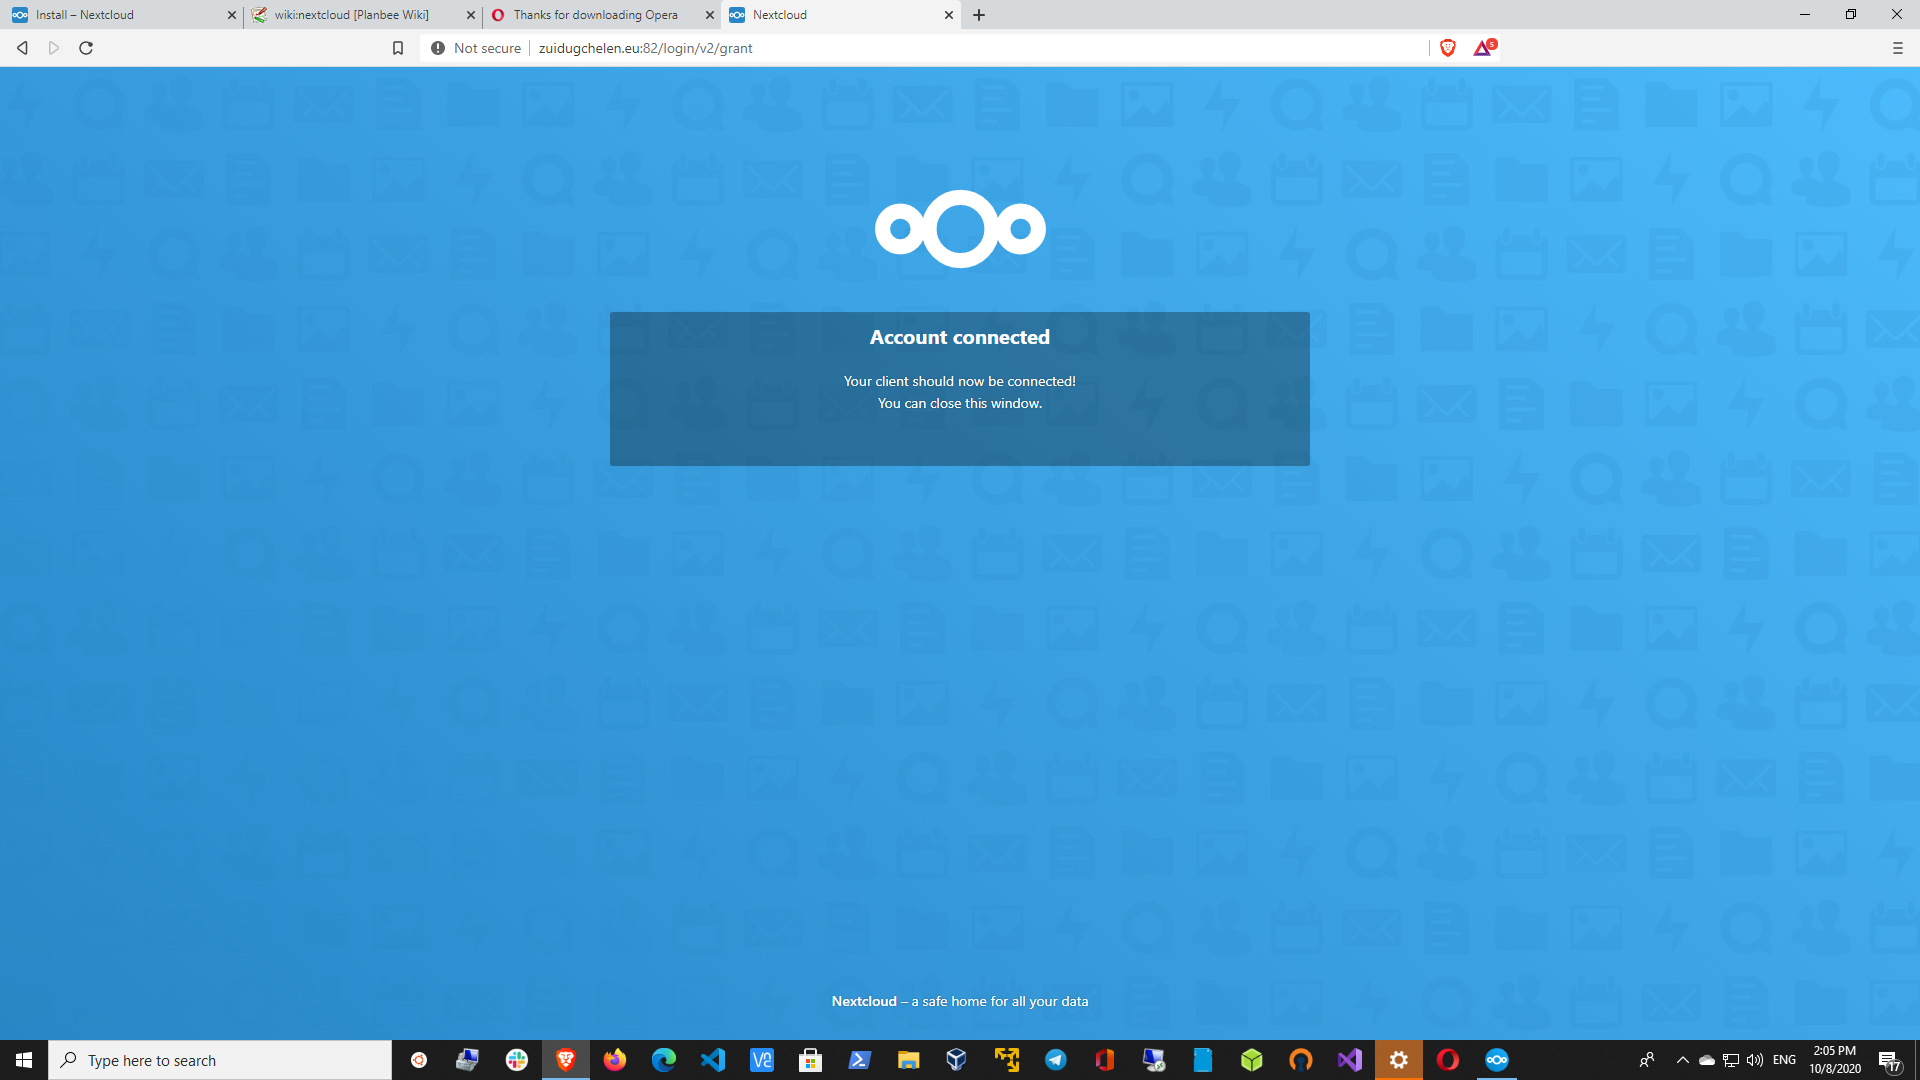 Install – Nextcloud
wiki:nextcloud [Planbee Wiki]
Thanks for downloading Opera
Nextcloud
Not secure
zuidugchelen.eu:82/login/v2/grant
5
Account connected
Your client should now be connected!
You can close this window.
Nextcloud – a safe home for all your data
Type here to search
VE
ENG
2:05 PM
10/8/2020
17